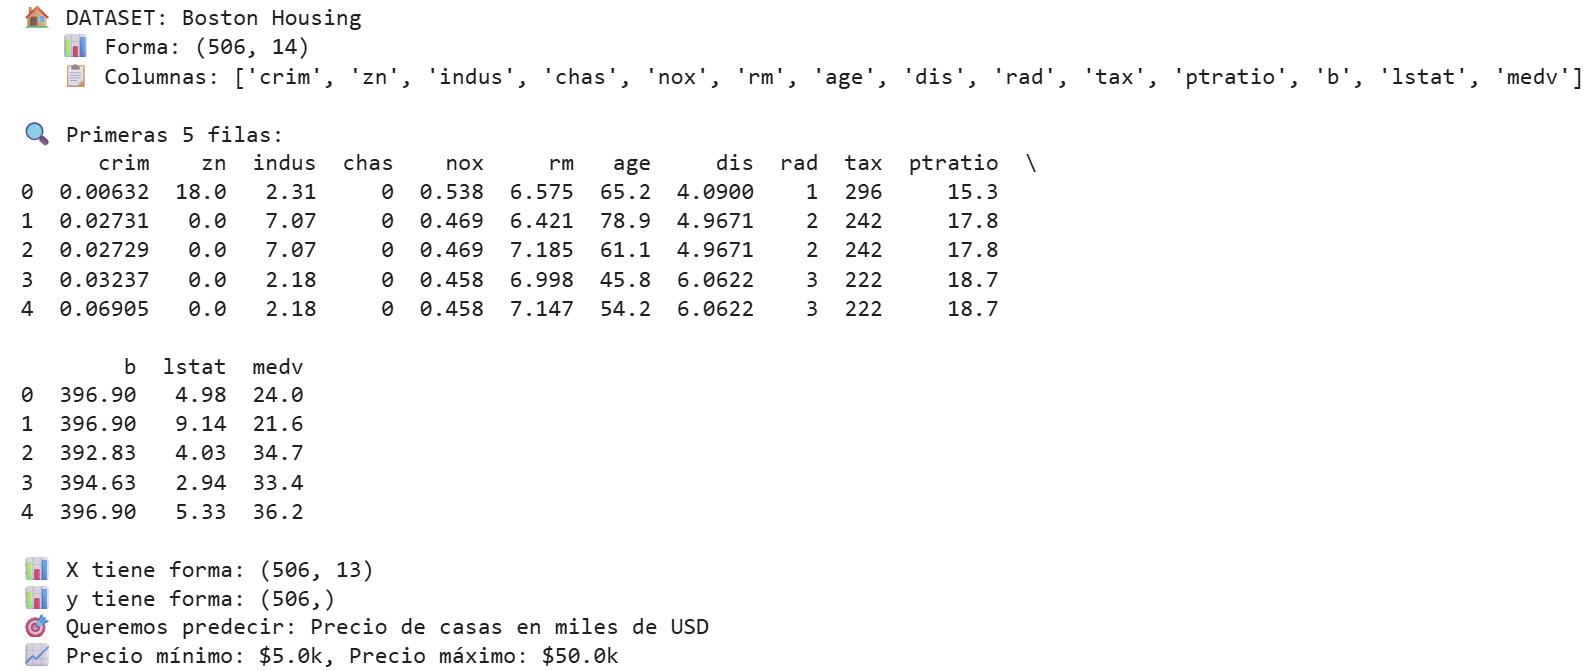 🏠 DATASET: Boston Housing
   📊 Forma: (506, 14)
   📋 Columnas: ['crim', 'zn', 'indus', 'chas', 'nox', 'rm', 'age', 'dis', 'rad', 'tax', 'ptratio', 'b', 'lstat', 'medv']

🔍 Primeras 5 filas:
      crim    zn  indus  chas    nox     rm   age     dis  rad  tax  ptratio  \
0  0.00632  18.0   2.31     0  0.538  6.575  65.2  4.0900    1  296     15.3
1  0.02731   0.0   7.07     0  0.469  6.421  78.9  4.9671    2  242     17.8
2  0.02729   0.0   7.07     0  0.469  7.185  61.1  4.9671    2  242     17.8
3  0.03237   0.0   2.18     0  0.458  6.998  45.8  6.0622    3  222     18.7
4  0.06905   0.0   2.18     0  0.458  7.147  54.2  6.0622    3  222     18.7

        b  lstat  medv
0  396.90   4.98  24.0
1  396.90   9.14  21.6
2  392.83   4.03  34.7
3  394.63   2.94  33.4
4  396.90   5.33  36.2

📊 X tiene forma: (506, 13)
📊 y tiene forma: (506,)
🎯 Queremos predecir: Precio de casas en miles de USD
📈 Precio mínimo: $5.0k, Precio máximo: $50.0k